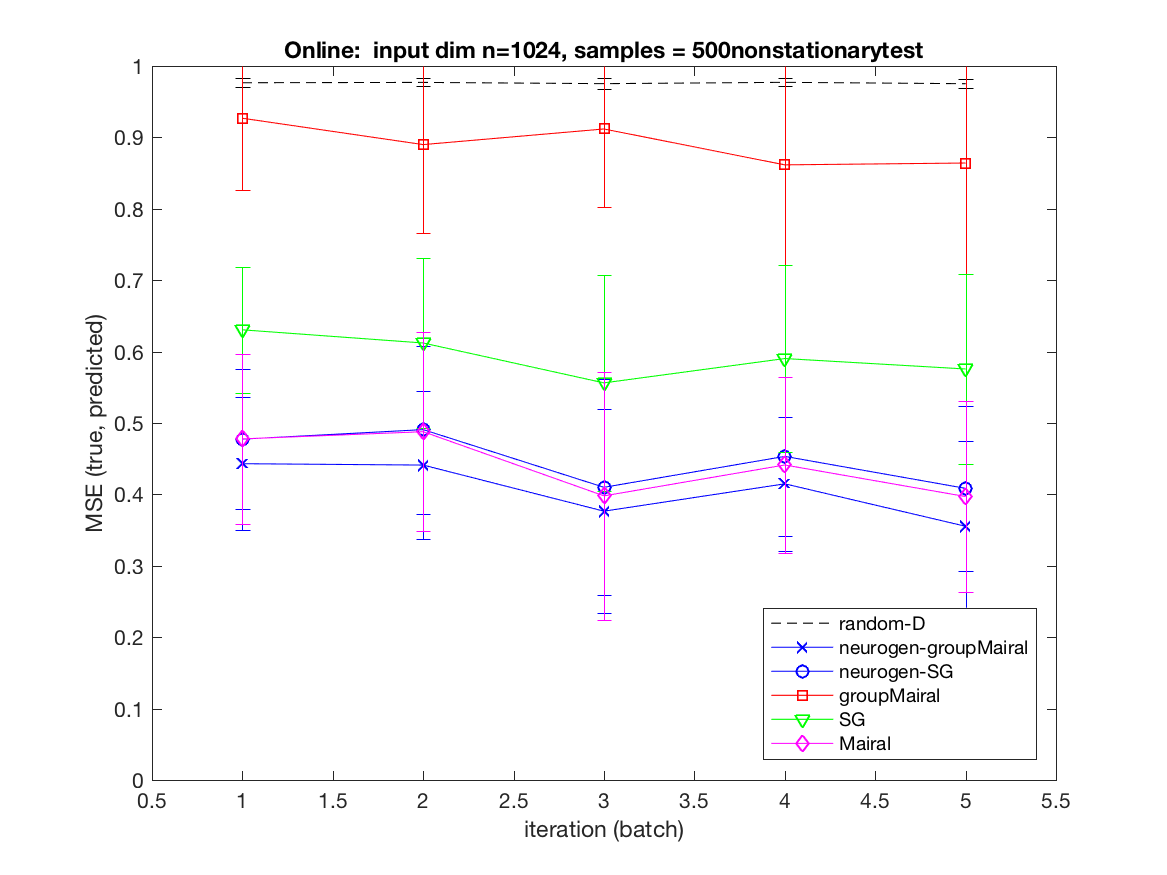 Online:  input dim n=1024, samples = 500nonstationarytest
MSE (true, predicted)
1
0.9
0.8
0.7
0.6
0.5
0.4
0.3
0.2
0.1
0
random-D
neurogen-groupMairal
neurogen-SG
groupMairal
SG
Mairal
0.5 1 1.5 2 2.5 3 3.5 4 4.5 5 5.5
iteration (batch)